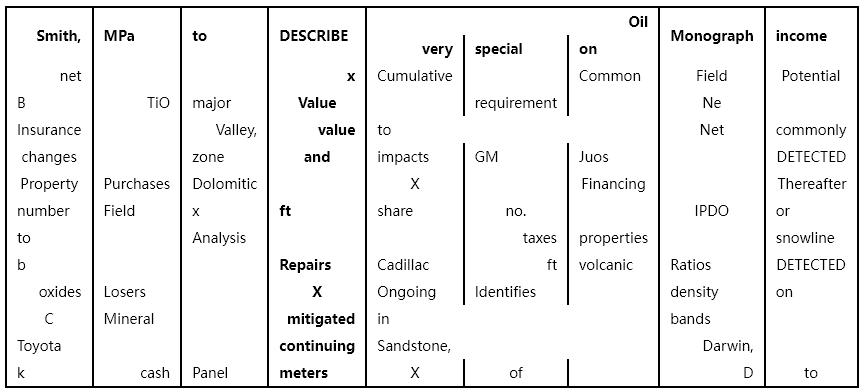 Oil
Smith, MPa to DESCRIBE very special on Monograph income
net x Cumulative Common Field Potential
B TiO major Value requirement Ne
Insurance Valley, value to Net commonly
changes zone and impacts GM Juos DETECTED
Property Purchases Dolomitic X Financing Thereafter
number Field x ft share no. IPDO or
to Analysis taxes properties snowline
b Repairs Cadillac ft volcanic Ratios DETECTED
oxides Losers X Ongoing Identifies density on
C Mineral mitigated in bands
Toyota continuing Sandstone, Darwin,
k cash Panel meters X of D to